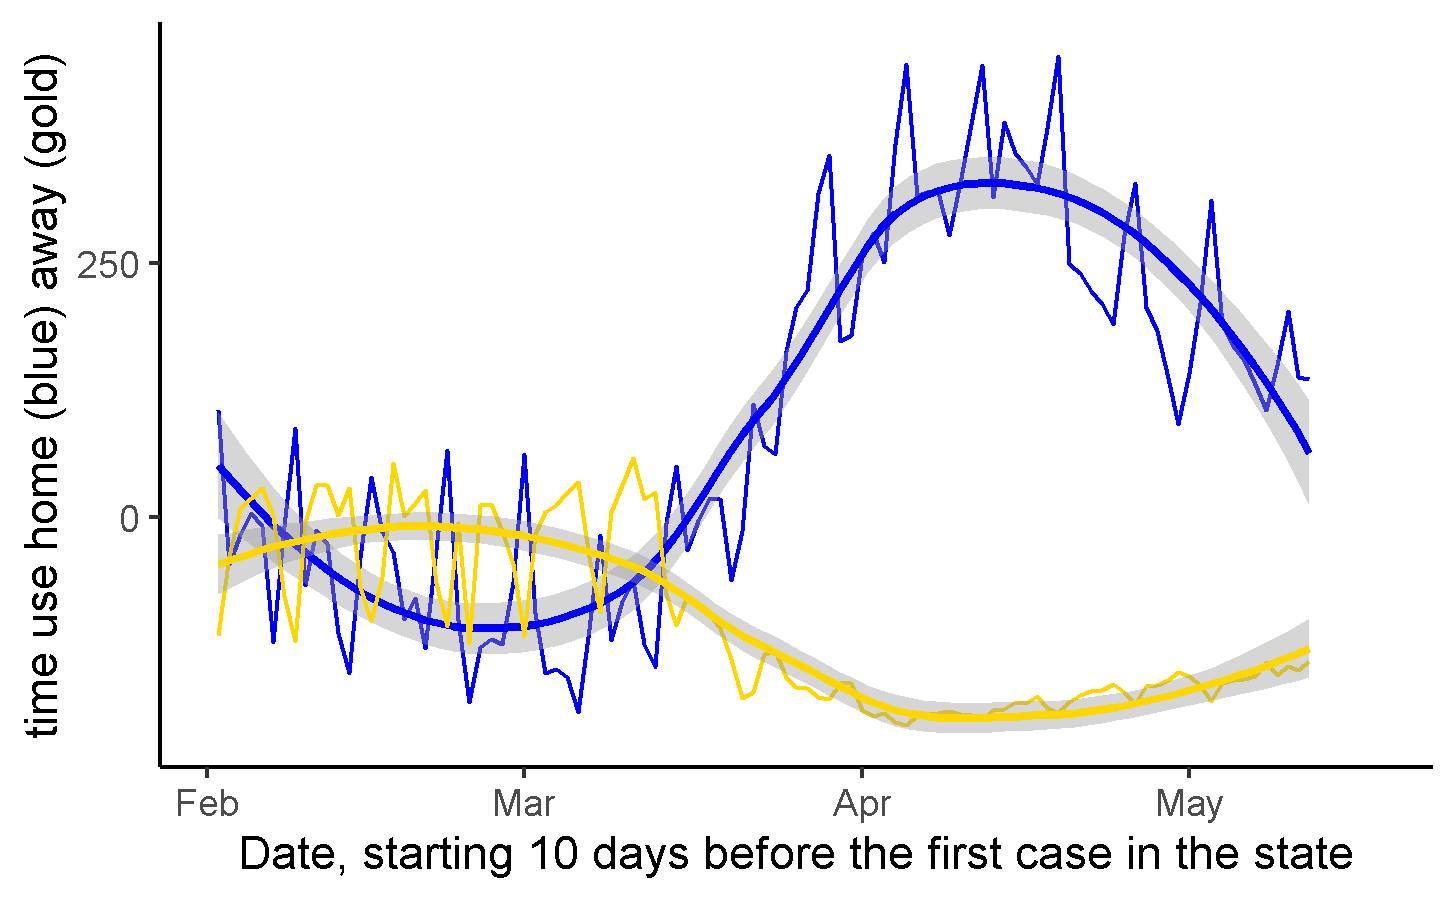 time use home (blue) away (gold)
250
0
Feb Mar Apr May
Date, starting 10 days before the first case in the state